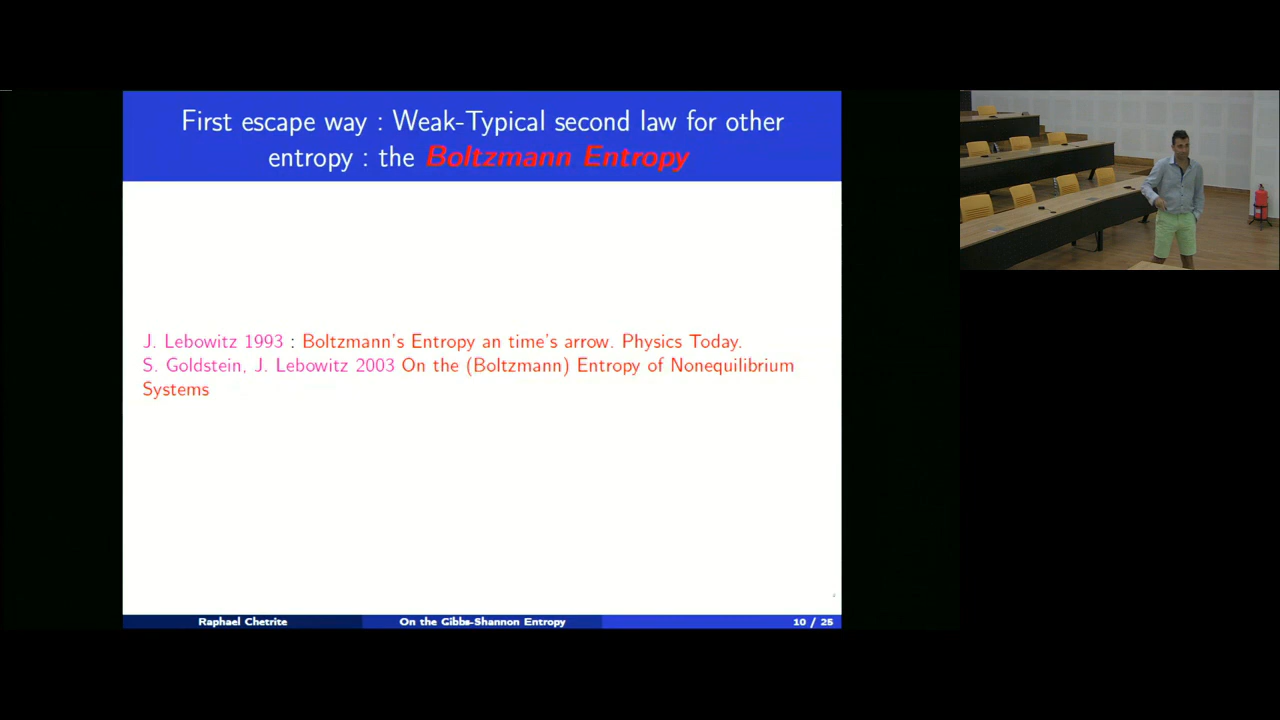 First escape way : Weak-Typical second law for other
entropy : the Boltzmann Entropy
J. Lebowitz 1993 : Boltzmann's Entropy an time's arrow. Physics Today.
S. Goldstein, J. Lebowitz 2003 On the (Boltzmann) Entropy of Nonequilibrium
Systems
Raphael Chetrite On the Gibbs-Shannon Entropy 10 / 25